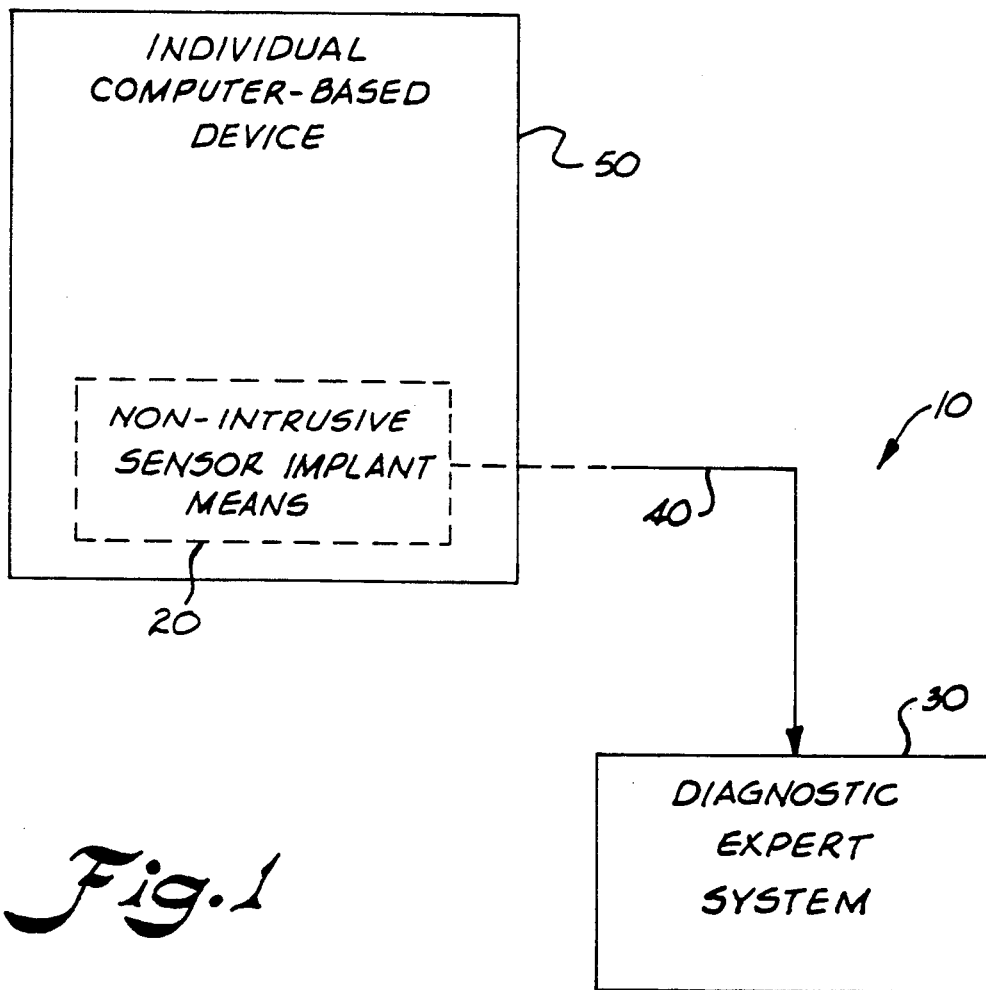 INDIVIDUAL
COMPUTER-BASED
DEVICE
50
NON-INTRUSIVE
SENSOR IMPLANT
MEANS
10
40
20
30
DIAGNOSTIC
EXPERT
SYSTEM
Fig. 1